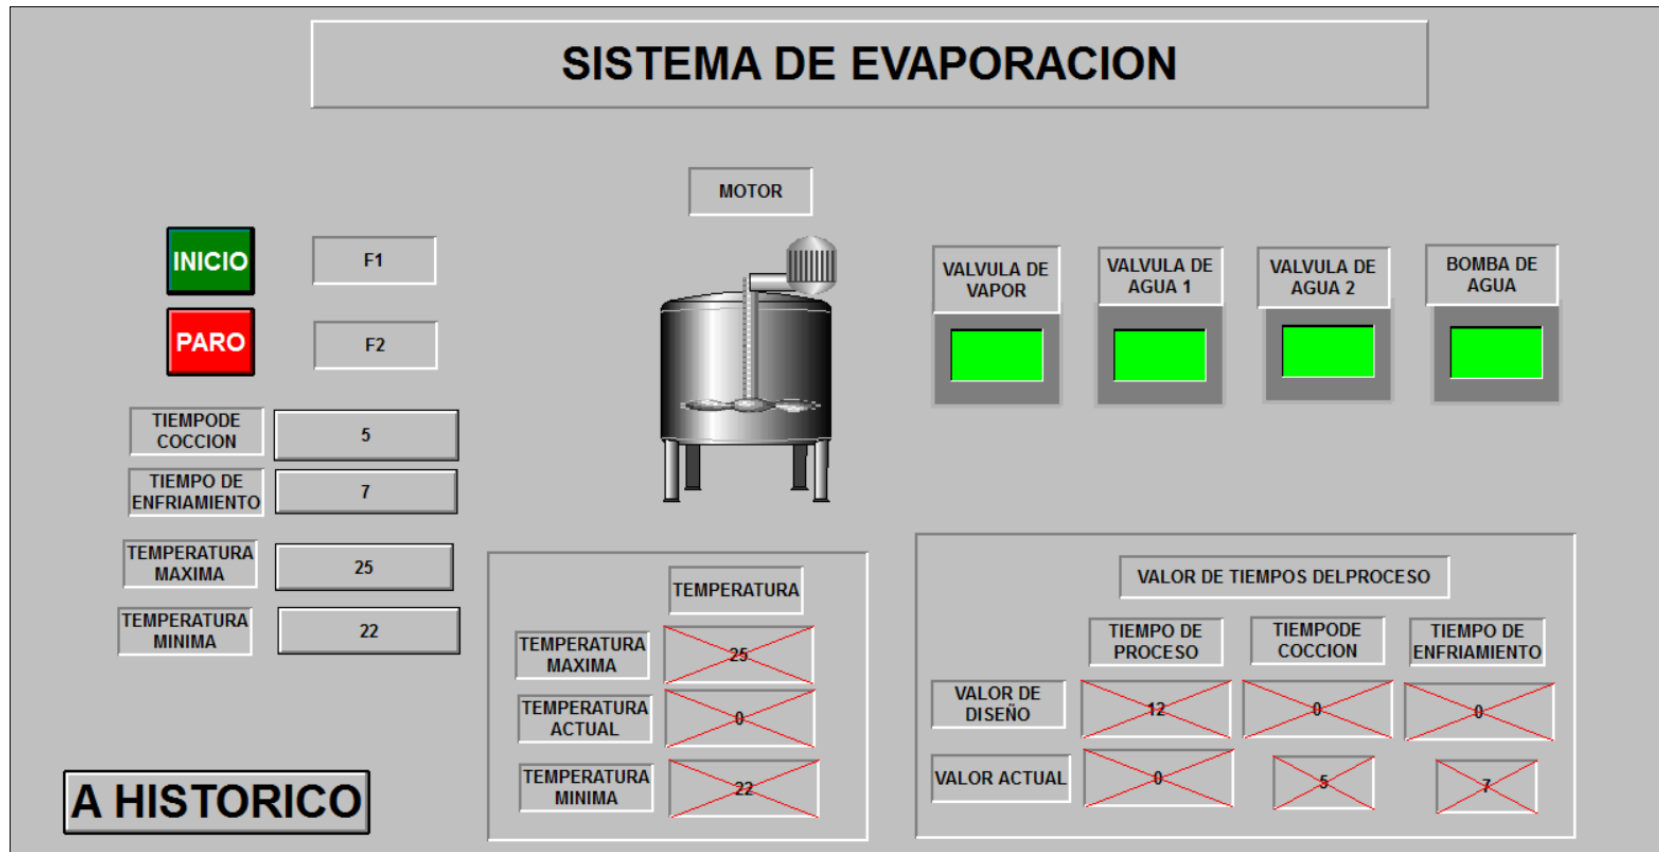 SISTEMA DE EVAPORACION
MOTOR
INICIO
F1
PARO
F2
VALVULA DE
VAPOR
VALVULA DE
AGUA 1
VALVULA DE
AGUA 2
BOMBA DE
AGUA
TIEMPODE
COCCION
5
TIEMPO DE
ENFRIAMIENTO
7
TEMPERATURA
MAXIMA
25
TEMPERATURA
MINIMA
22
TEMPERATURA
TEMPERATURA
MAXIMA
25
TEMPERATURA
ACTUAL
0
TEMPERATURA
MINIMA
22
VALOR DE TIEMPOS DELPROCESO
TIEMPO DE
PROCESO
TIEMPODE
COCCION
TIEMPO DE
ENFRIAMIENTO
VALOR DE
DISEÑO
12
0
0
VALOR ACTUAL
0
5
7
A HISTORICO